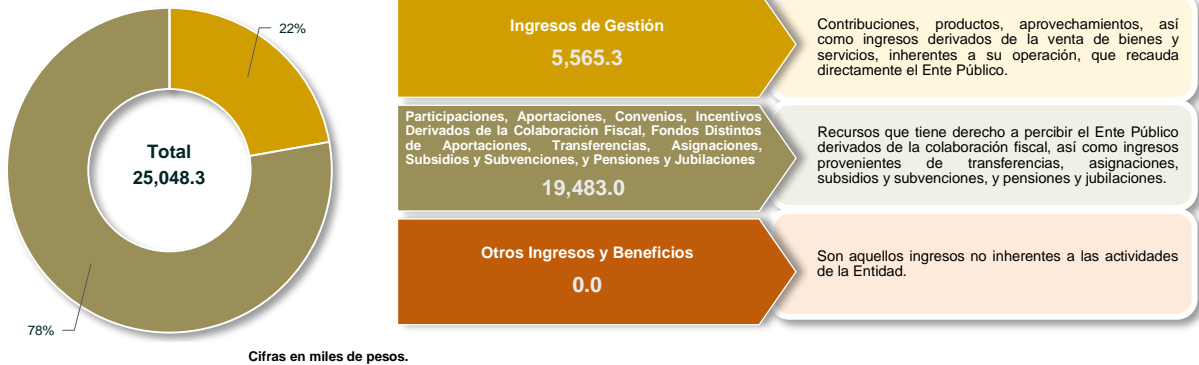 22%
Total
25,048.3
78%
Ingresos de Gestión
5,565.3
Contribuciones, productos, aprovechamientos, así
como ingresos derivados de la venta de bienes y
servicios, inherentes a su operación, que recauda
directamente el Ente Público.
Participaciones, Aportaciones, Convenios, Incentivos
Derivados de la Colaboración Fiscal, Fondos Distintos
de Aportaciones, Transferencias, Asignaciones,
Subsidios y Subvenciones, y Pensiones y Jubilaciones
19,483.0
Recursos que tiene derecho a percibir el Ente Público
derivados de la colaboración fiscal, así como ingresos
provenientes de transferencias, asignaciones,
subsidios y subvenciones, y pensiones y jubilaciones.
Otros Ingresos y Beneficios
0.0
Son aquellos ingresos no inherentes a las actividades
de la Entidad.
Cifras en miles de pesos.